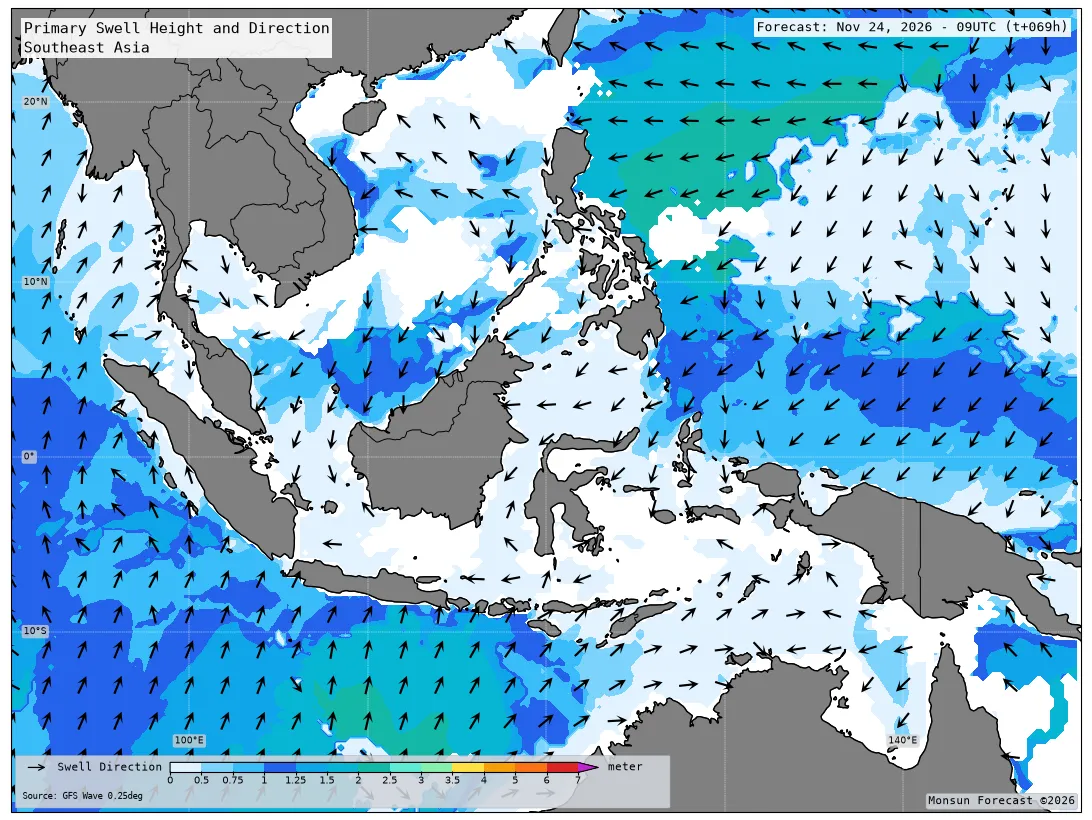 Primary Swell Height and Direction
Southeast Asia
Forecast: Nov 24, 2026 - 09UTC (t+069h)
20°N
10°N
0°
10°S
100°E
140°E
Swell Direction
0 0.5 0.75 1 1.25 1.5 2 2.5 3 3.5 4 5 6 7
meter
Source: GFS Wave 0.25deg
Monsun Forecast ©2026